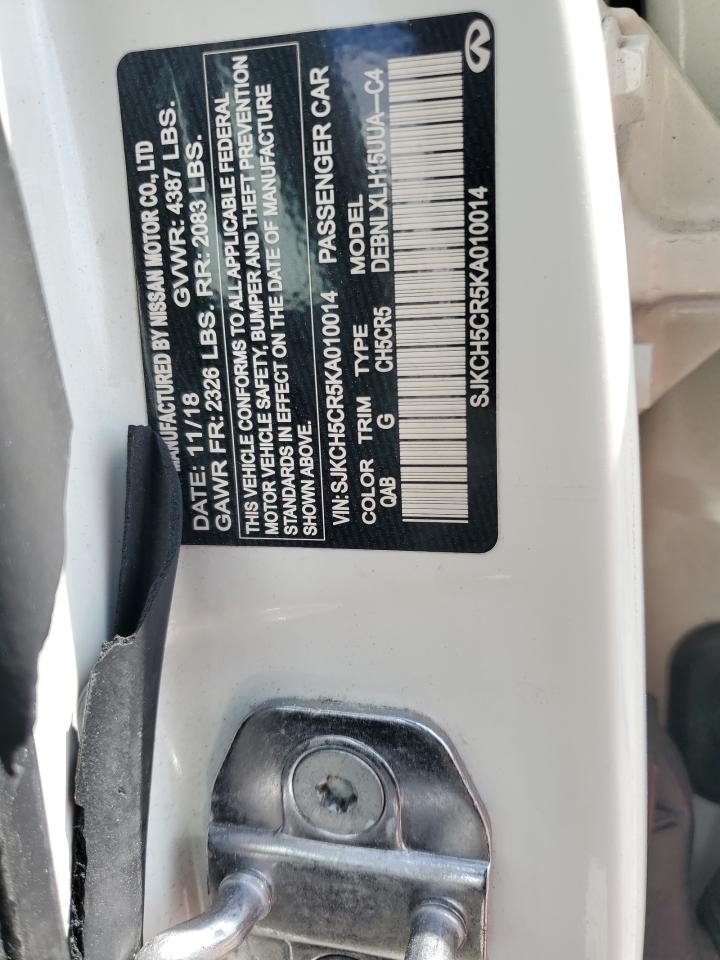 MANUFACTURED BY NISSAN MOTOR CO., LTD
DATE: 11/18 GVWR: 4387 LBS.
GAWR FR: 2326 LBS. RR: 2083 LBS.
THIS VEHICLE CONFORMS TO ALL APPLICABLE FEDERAL
MOTOR VEHICLE SAFETY, BUMPER AND THEFT PREVENTION
STANDARDS IN EFFECT ON THE DATE OF MANUFACTURE
SHOWN ABOVE.
VIN: SJKCH5CR5KA010014 PASSENGER CAR
COLOR TRIM TYPE MODEL
QAB G CH5CR5 DEBNLXLH15UUA—C4
SJKCH5CR5KA010014